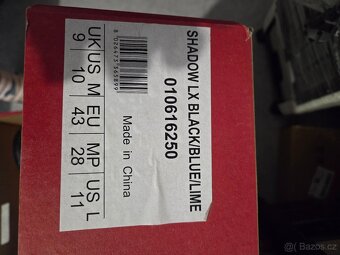 SHADOW LX BLACK/BLUE/LIME
010616250
Made in China
UK US M EU MP US L
9 10 43 28 11
© Sbazar.cz